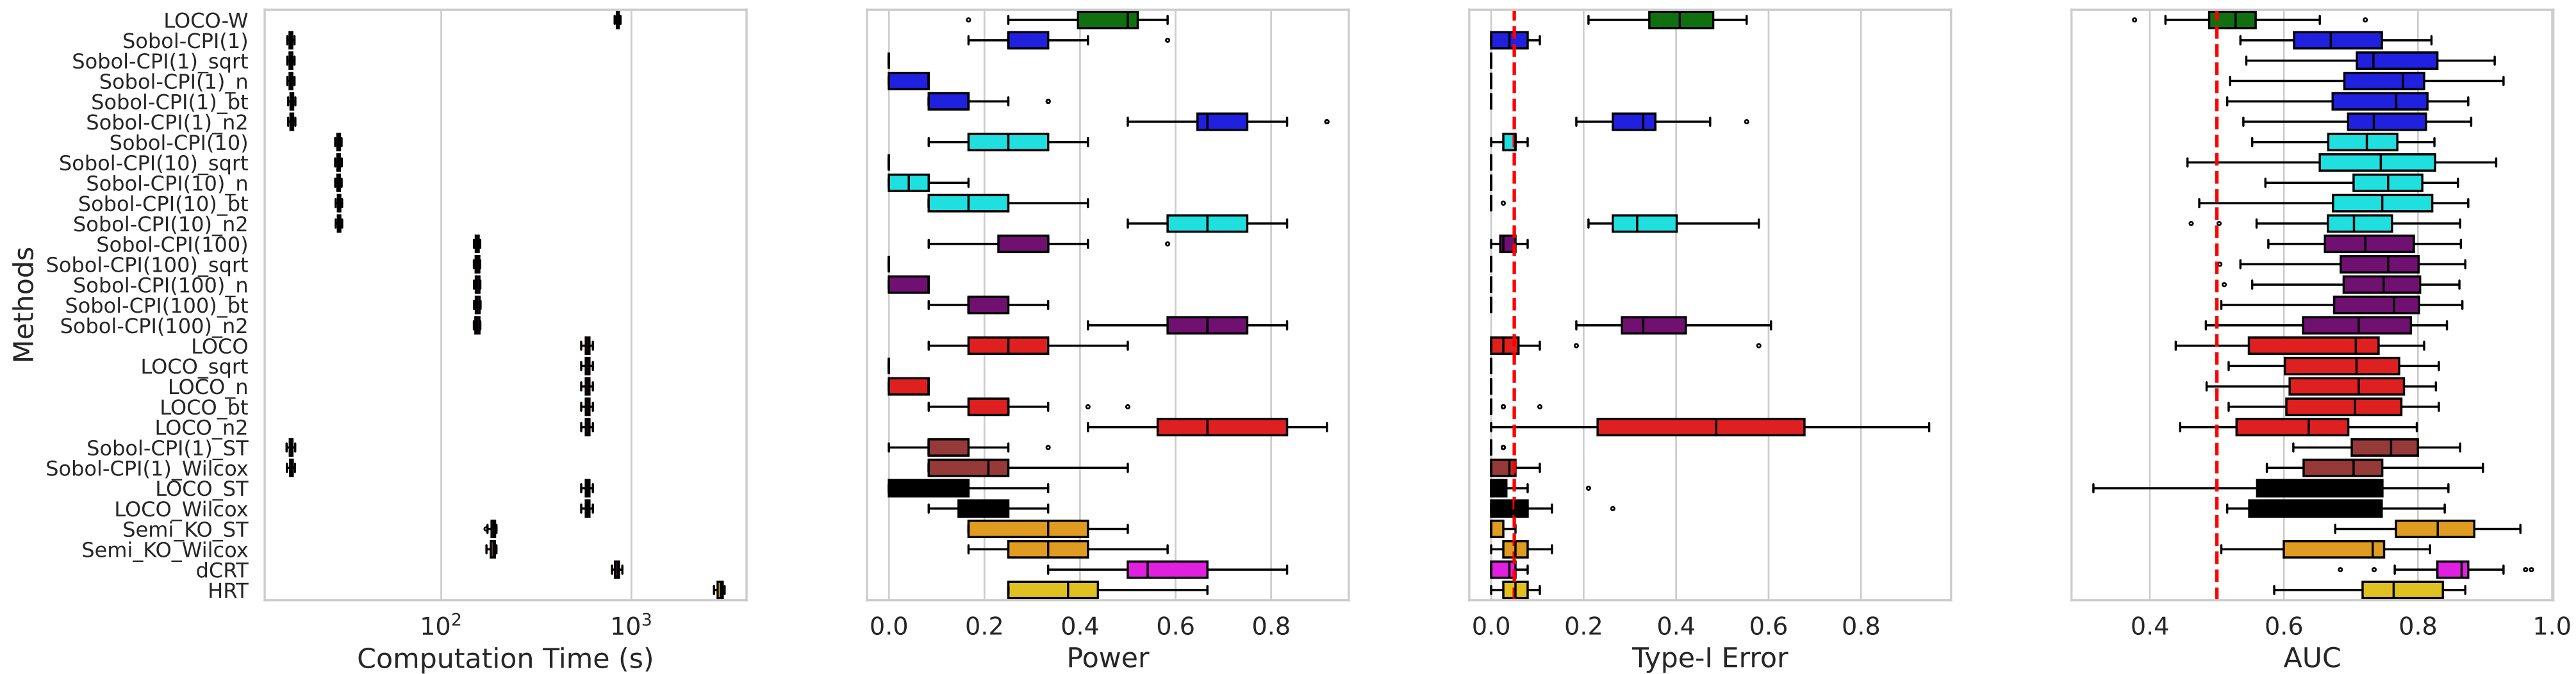 Methods
LOCO-W
Sobol-CPI(1)
Sobol-CPI(1)_sqrt
Sobol-CPI(1)_n
Sobol-CPI(1)_bt
Sobol-CPI(1)_n2
Sobol-CPI(10)
Sobol-CPI(10)_sqrt
Sobol-CPI(10)_n
Sobol-CPI(10)_bt
Sobol-CPI(10)_n2
Sobol-CPI(100)
Sobol-CPI(100)_sqrt
Sobol-CPI(100)_n
Sobol-CPI(100)_bt
Sobol-CPI(100)_n2
LOCO
LOCO_sqrt
LOCO_n
LOCO_bt
LOCO_n2
Sobol-CPI(1)_ST
Sobol-CPI(1)_Wilcox
LOCO_ST
LOCO_Wilcox
Semi_KO_ST
Semi_KO_Wilcox
dCRT
HRT
10² 10³
Computation Time (s)
0.0 0.2 0.4 0.6 0.8
Power
0.0 0.2 0.4 0.6 0.8
Type-I Error
0.4 0.6 0.8 1.0
AUC